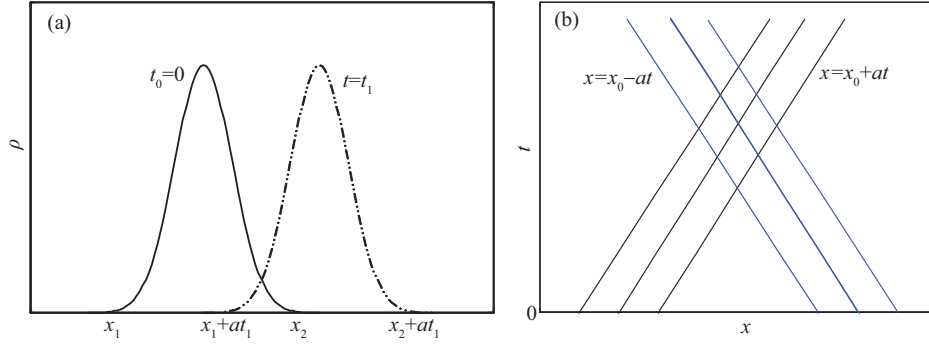 (a)
t₀=0
t=t₁
ρ
x₁
x₁+at₁
x₂
x₂+at₁
(b)
x=x₀−at
x=x₀+at
t
0
x